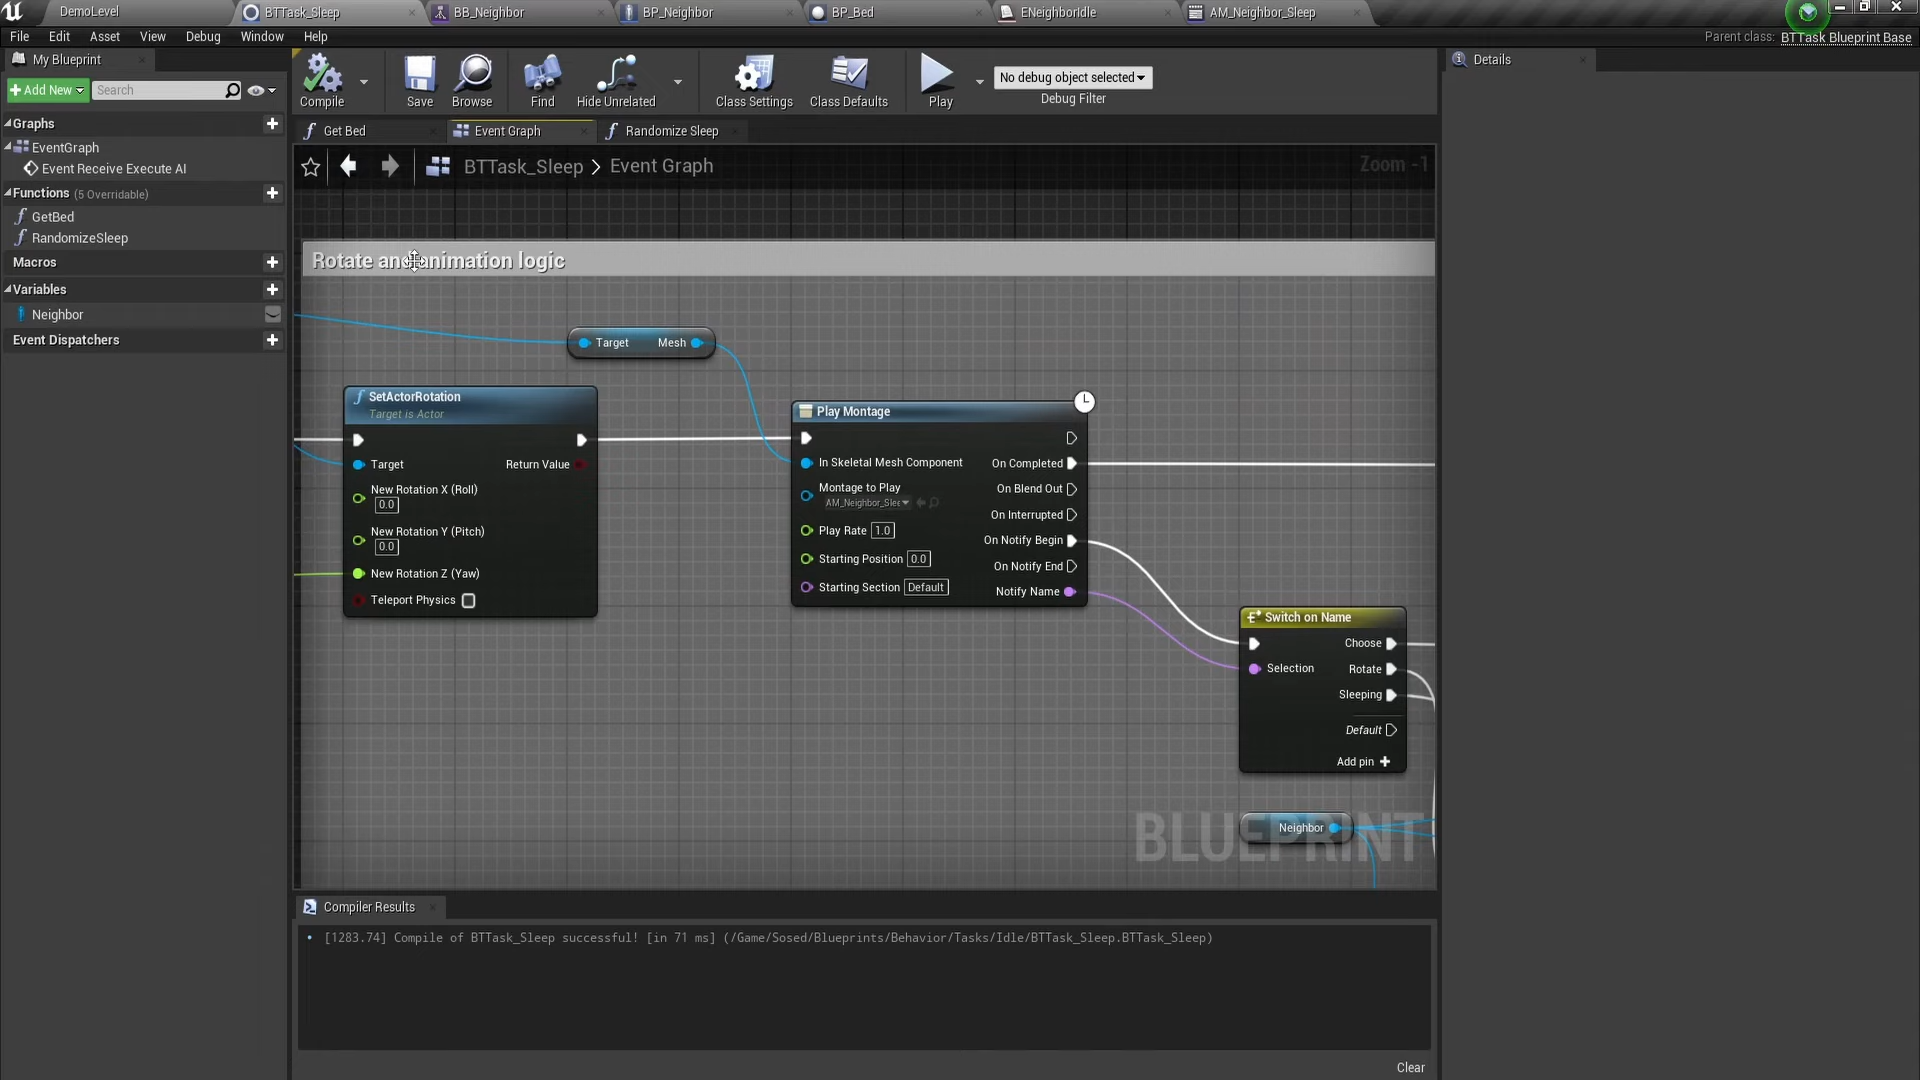 DemoLevel
BTTask_Sleep
BB_Neighbor
BP_Neighbor
BP_Bed
ENeighborIdle
AM_Neighbor_Sleep
File
Edit
Asset
View
Debug
Window
Help
Parent class:
BTTask Blueprint Base
My Blueprint
Add New
Search
Graphs
EventGraph
Event Receive Execute AI
Functions (5 Overridable)
GetBed
RandomizeSleep
Macros
Variables
Neighbor
Event Dispatchers
Compile
Save
Browse
Find
Hide Unrelated
Class Settings
Class Defaults
Play
No debug object selected
Debug Filter
Details
Get Bed
Event Graph
Randomize Sleep
BTTask_Sleep > Event Graph
Zoom -1
Rotate and animation logic
Target
Mesh
SetActorRotation
Target is Actor
Target
Return Value
New Rotation X (Roll)
0.0
New Rotation Y (Pitch)
0.0
New Rotation Z (Yaw)
Teleport Physics
Play Montage
In Skeletal Mesh Component
On Completed
Montage to Play
AM_Neighbor_Slee
On Blend Out
On Interrupted
Play Rate 1.0
On Notify Begin
Starting Position 0.0
On Notify End
Starting Section Default
Notify Name
Switch on Name
Choose
Selection
Rotate
Sleeping
Default
Add pin
Neighbor
BLUEPRINT
Compiler Results
[1283.74] Compile of BTTask_Sleep successful! [in 71 ms] (/Game/Sosed/Blueprints/Behavior/Tasks/Idle/BTTask_Sleep.BTTask_Sleep)
Clear